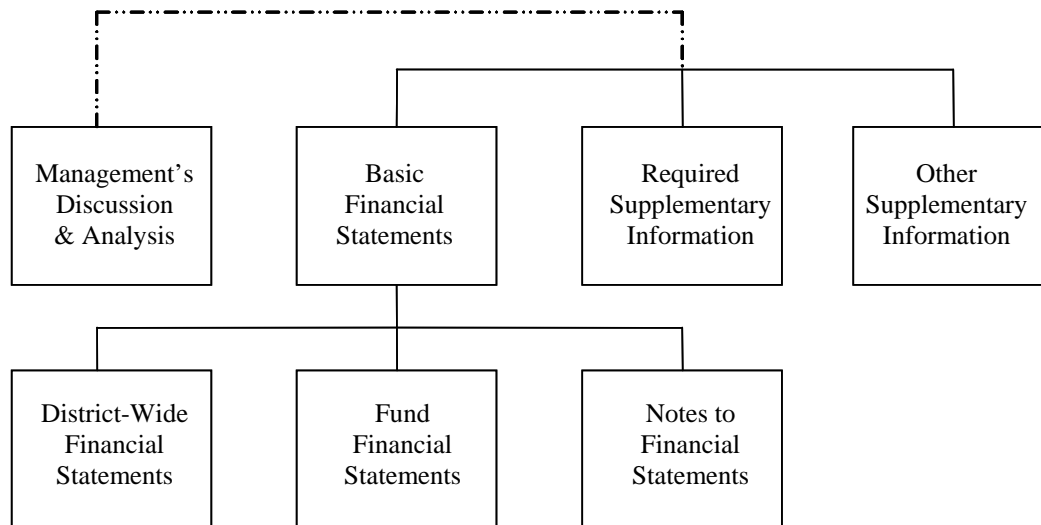 Management’s
Discussion
& Analysis
Basic
Financial
Statements
Required
Supplementary
Information
Other
Supplementary
Information
District-Wide
Financial
Statements
Fund
Financial
Statements
Notes to
Financial
Statements